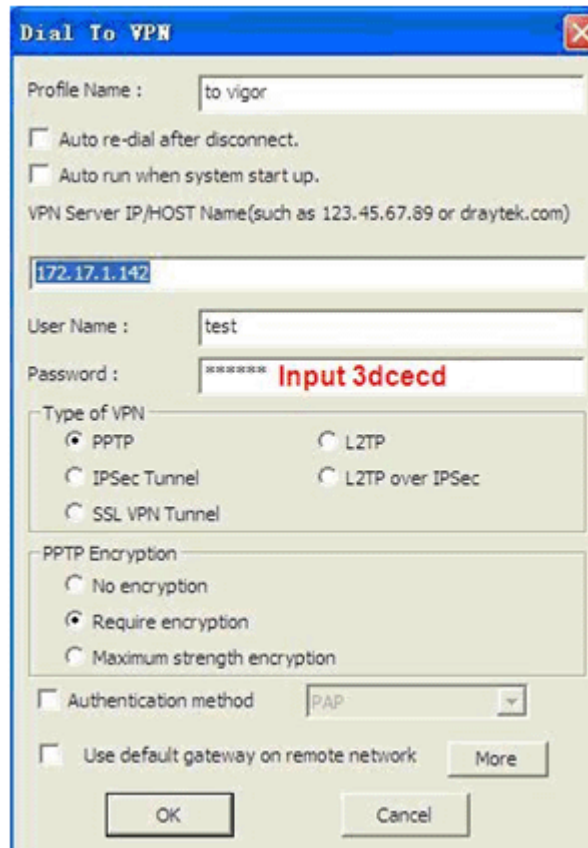 Dial To VPN
Profile Name : to vigor
Auto re-dial after disconnect.
Auto run when system start up.
VPN Server IP/HOST Name(such as 123.45.67.89 or draytek.com)
172.17.1.142
User Name : test
Password : ****** Input 3dcecd
Type of VPN
PPTP L2TP
IPSec Tunnel L2TP over IPSec
SSL VPN Tunnel
PPTP Encryption
No encryption
Require encryption
Maximum strength encryption
Authentication method PAP
Use default gateway on remote network More
OK Cancel